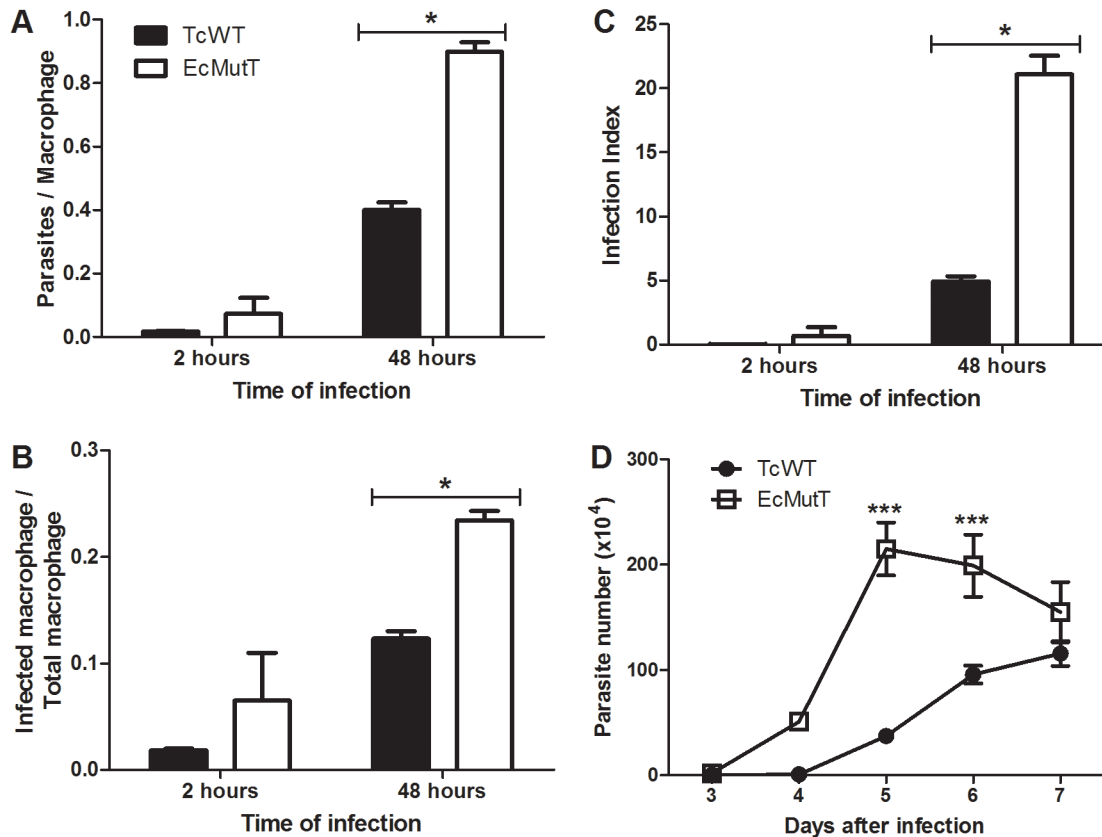 A
TcWT
EcMutT
*
Parasites / Macrophage
1.0
0.8
0.6
0.4
0.2
0.0
2 hours
48 hours
Time of infection
B
*
Infected macrophage /
Total macrophage
0.3
0.2
0.1
0.0
2 hours
48 hours
Time of infection
C
*
Infection Index
25
20
15
10
5
0
2 hours
48 hours
Time of infection
D
TcWT
EcMutT
***
***
Parasite number (x10⁴)
300
200
100
0
3
4
5
6
7
Days after infection